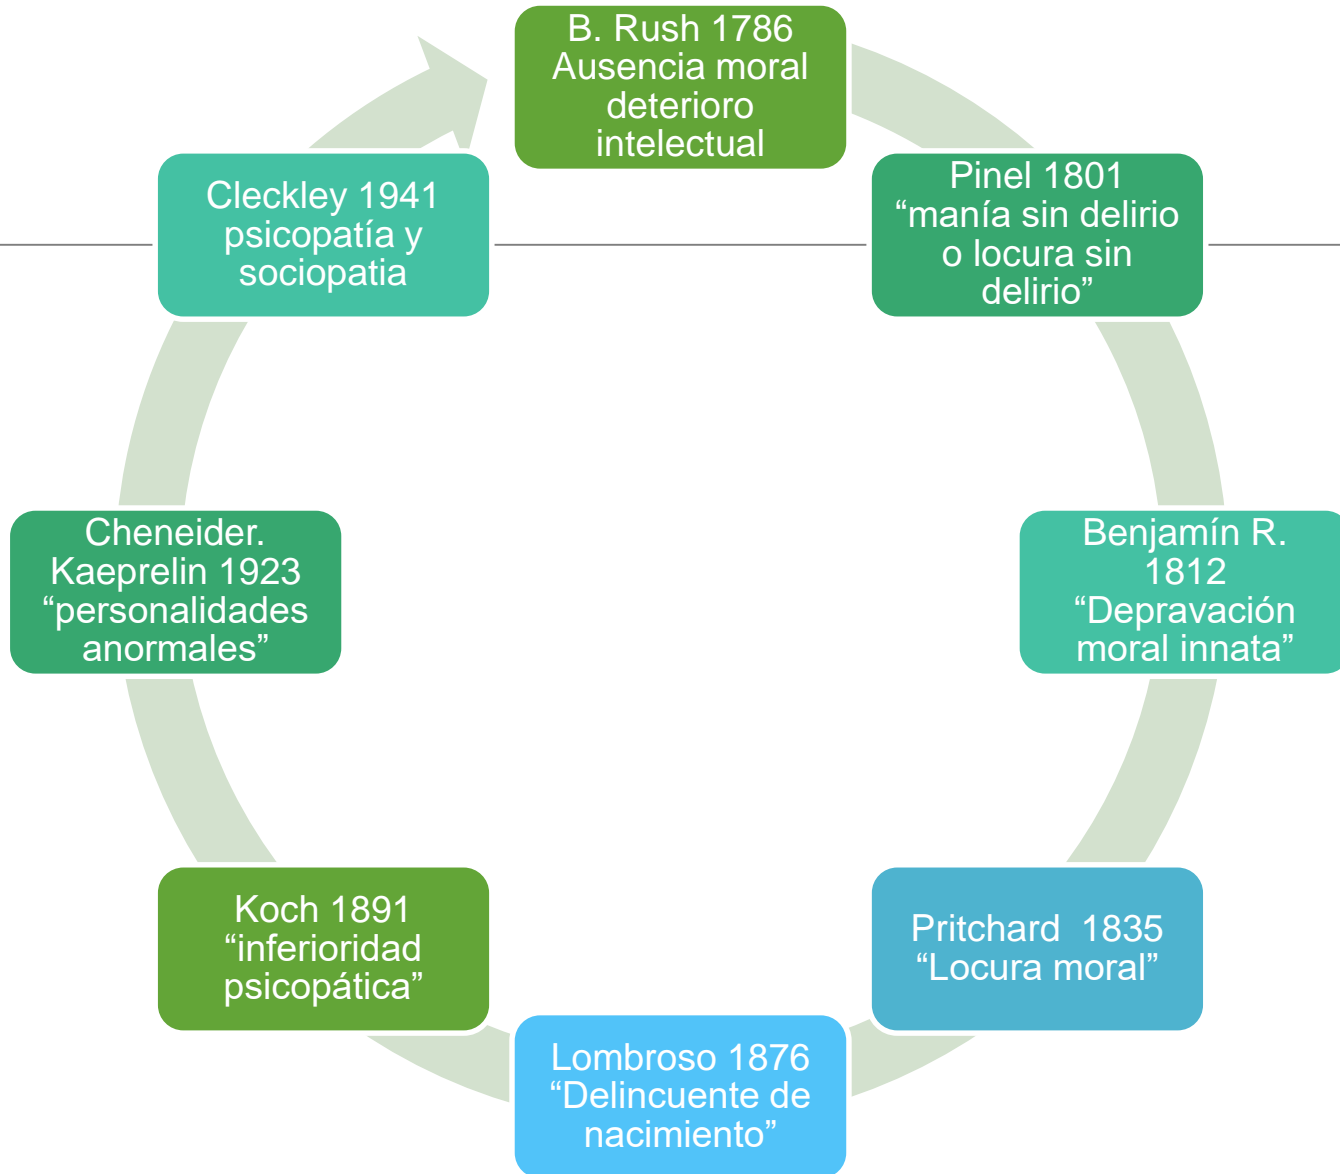 B. Rush 1786
Ausencia moral
deterioro
intelectual
Pinel 1801
“manía sin delirio
o locura sin
delirio”
Benjamín R.
1812
“Depravación
moral innata”
Pritchard  1835
“Locura moral”
Lombroso 1876
“Delincuente de
nacimiento”
Koch 1891
“inferioridad
psicopática”
Cheneider.
Kaeprelin 1923
“personalidades
anormales”
Cleckley 1941
psicopatía y
sociopatia